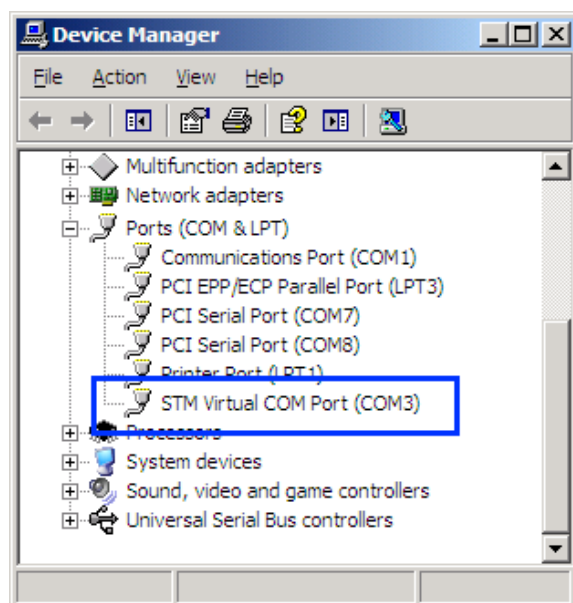 Device Manager
File Action View Help
Multifunction adapters
Network adapters
Ports (COM & LPT)
Communications Port (COM1)
PCI EPP/ECP Parallel Port (LPT3)
PCI Serial Port (COM7)
PCI Serial Port (COM8)
Printer Port (LPT1)
STM Virtual COM Port (COM3)
Processors
System devices
Sound, video and game controllers
Universal Serial Bus controllers